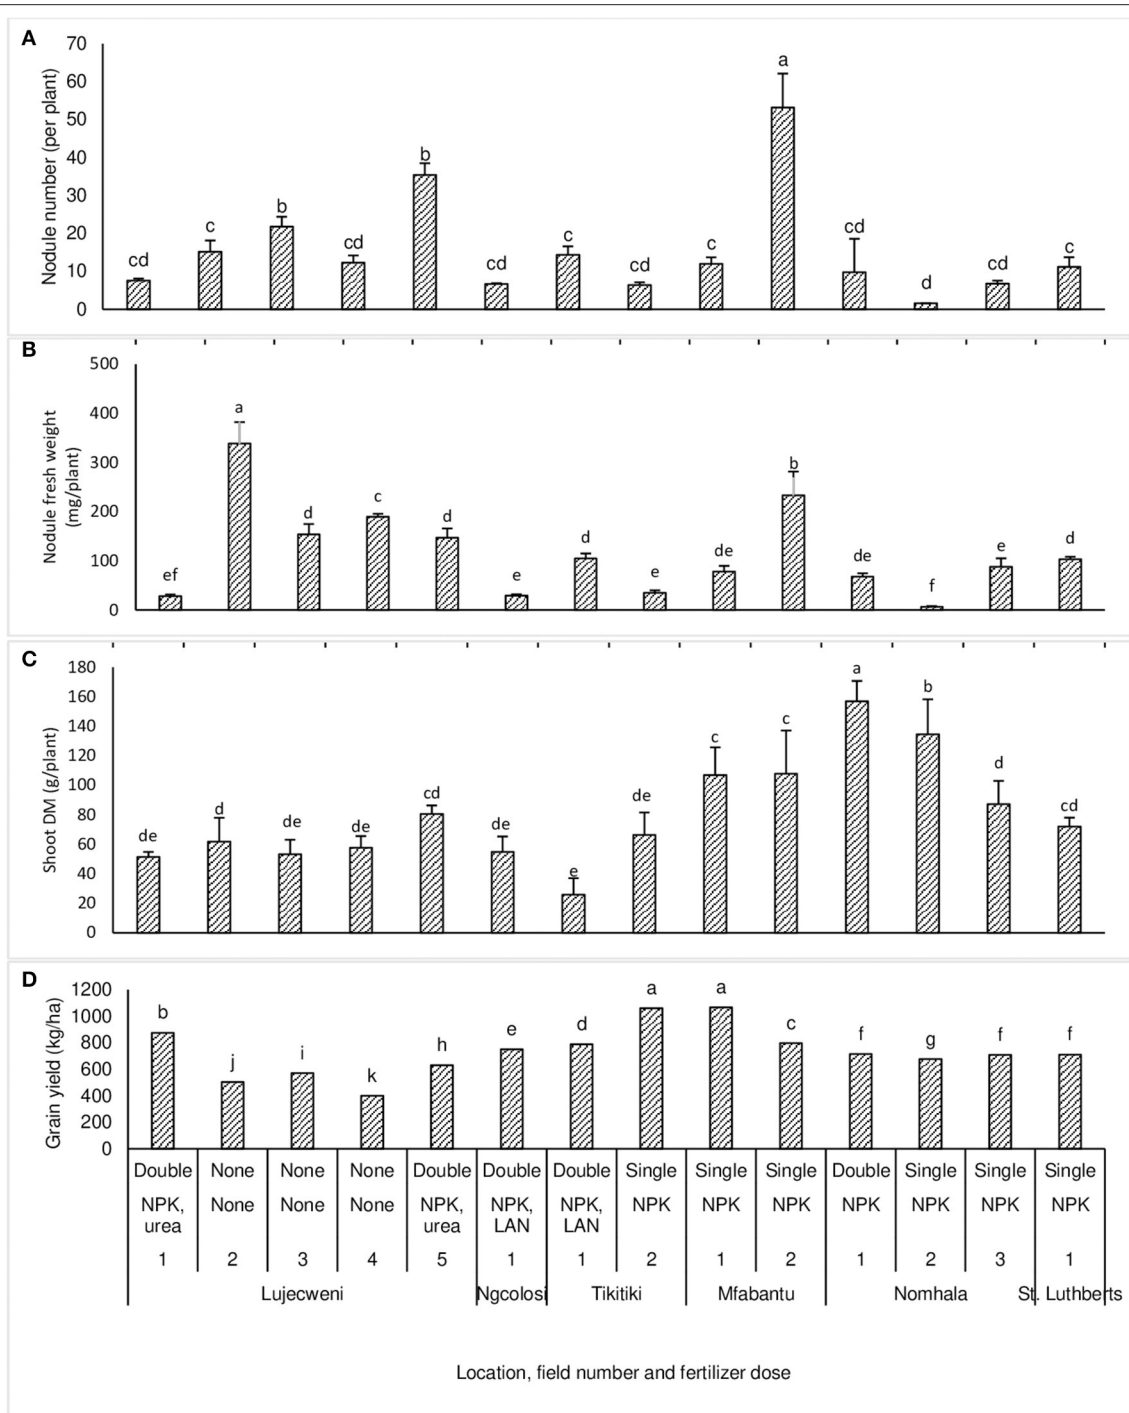 A
Nodule number (per plant)
70
60
50
40
30
20
10
0
cd
c
b
cd
b
cd
c
cd
c
a
cd
d
cd
c
B
Nodule fresh weight
(mg/plant)
500
400
300
200
100
0
ef
a
d
c
d
e
d
e
de
b
de
f
e
d
C
Shoot DM (g/plant)
180
160
140
120
100
80
60
40
20
0
de
d
de
de
cd
de
e
de
c
c
a
b
d
cd
D
Grain yield (kg/ha)
1200
1000
800
600
400
200
0
b
j
i
k
h
e
d
a
a
c
f
g
f
f
Double None None None Double Double Double Single Single Single Double Single Single Single
NPK, None None None NPK, NPK, NPK, NPK NPK NPK NPK NPK NPK NPK
urea urea LAN LAN
1 2 3 4 5 1 1 2 1 2 1 2 3 1
Lujecweni Ngcolosi Tikitiki Mfabantu Nomhala St. Luthberts
Location, field number and fertilizer dose